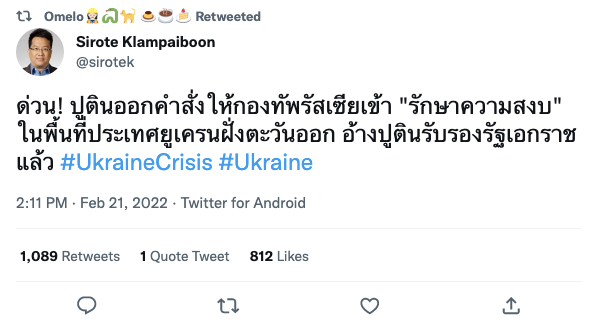 Omelo👷🏻‍♀️🐉🐈 🍮☕🍰 Retweeted
Sirote Klampaiboon
@sirotek
ด่วน! ปูตินออกคำสั่งให้กองทัพรัสเซียเข้า "รักษาความสงบ"
ในพื้นที่ประเทศยูเครนฝั่งตะวันออก อ้างปูตินรับรองรัฐเอกราช
แล้ว #UkraineCrisis #Ukraine
2:11 PM · Feb 21, 2022 · Twitter for Android
1,089 Retweets 1 Quote Tweet 812 Likes